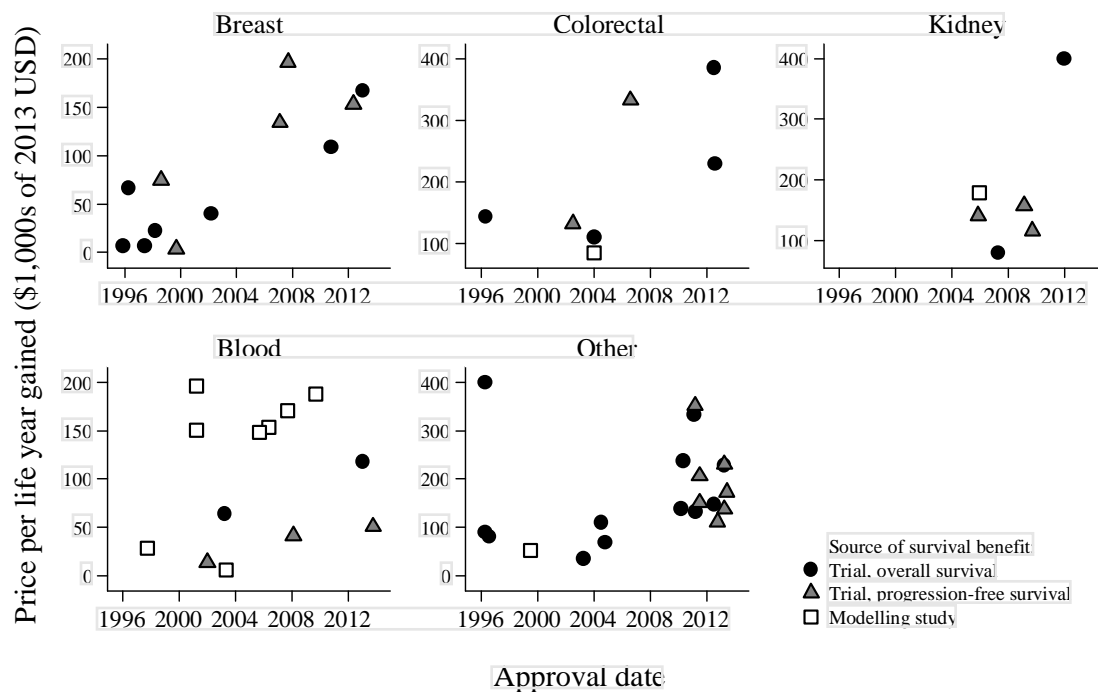 Price per life year gained ($1,000s of 2013 USD)
Breast Colorectal Kidney
200
150
100
50
0
400
300
200
100
400
300
200
100
1996 2000 2004 2008 2012 1996 2000 2004 2008 2012 1996 2000 2004 2008 2012
Blood Other
200
150
100
50
0
400
300
200
100
0
1996 2000 2004 2008 2012 1996 2000 2004 2008 2012
Source of survival benefit:
Trial, overall survival
Trial, progression-free survival
Modelling study
Approval date